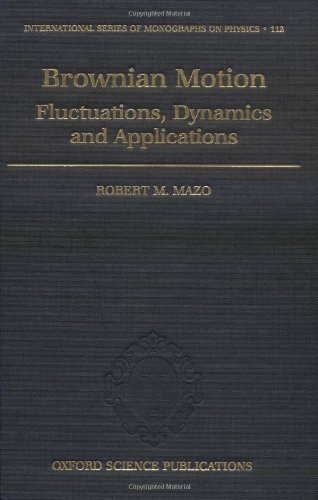 INTERNATIONAL SERIES OF MONOGRAPHS ON PHYSICS • 112
Brownian Motion
Fluctuations, Dynamics
and Applications
ROBERT M. MAZO
OXFORD SCIENCE PUBLICATIONS